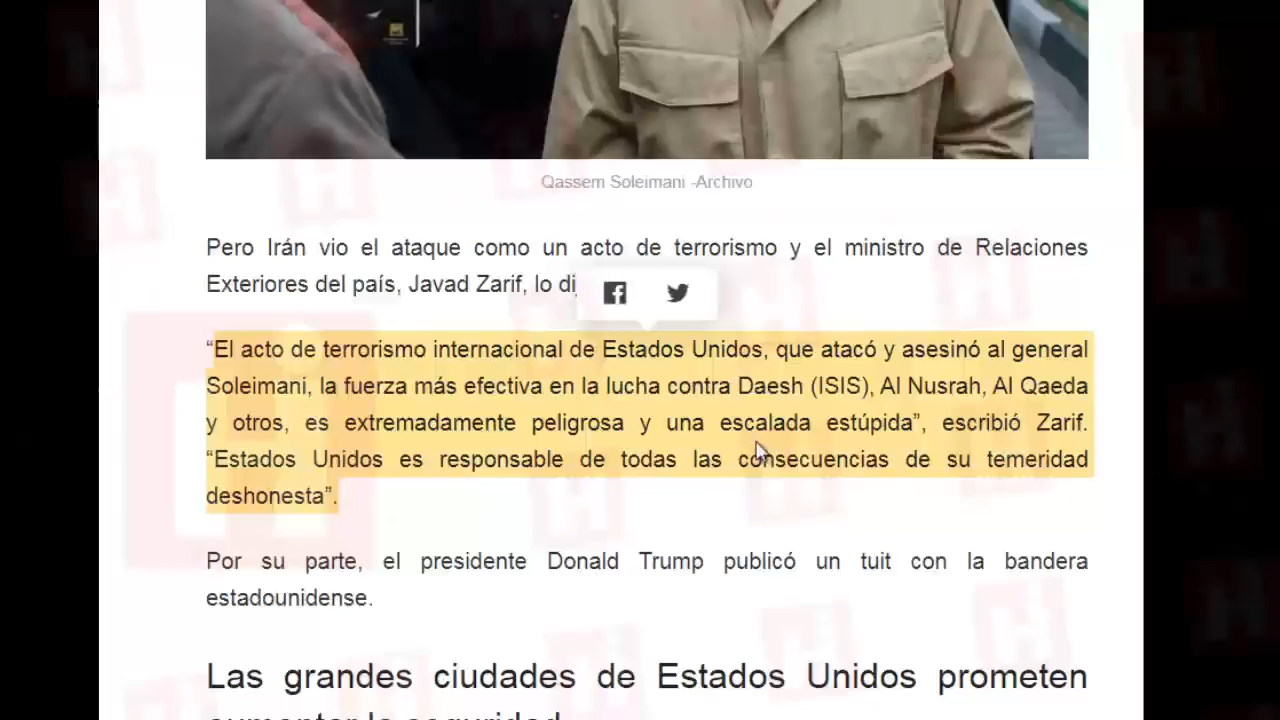 Qassem Soleimani -Archivo
Pero Irán vio el ataque como un acto de terrorismo y el ministro de Relaciones
Exteriores del país, Javad Zarif, lo
“El acto de terrorismo internacional de Estados Unidos, que atacó y asesinó al general
Soleimani, la fuerza más efectiva en la lucha contra Daesh (ISIS), Al Nusrah, Al Qaeda
y otros, es extremadamente peligrosa y una escalada estúpida”, escribió Zarif.
“Estados Unidos es responsable de todas las consecuencias de su temeridad
deshonesta”.
Por su parte, el presidente Donald Trump publicó un tuit con la bandera
estadounidense.
Las grandes ciudades de Estados Unidos prometen
aumentar la seguridad